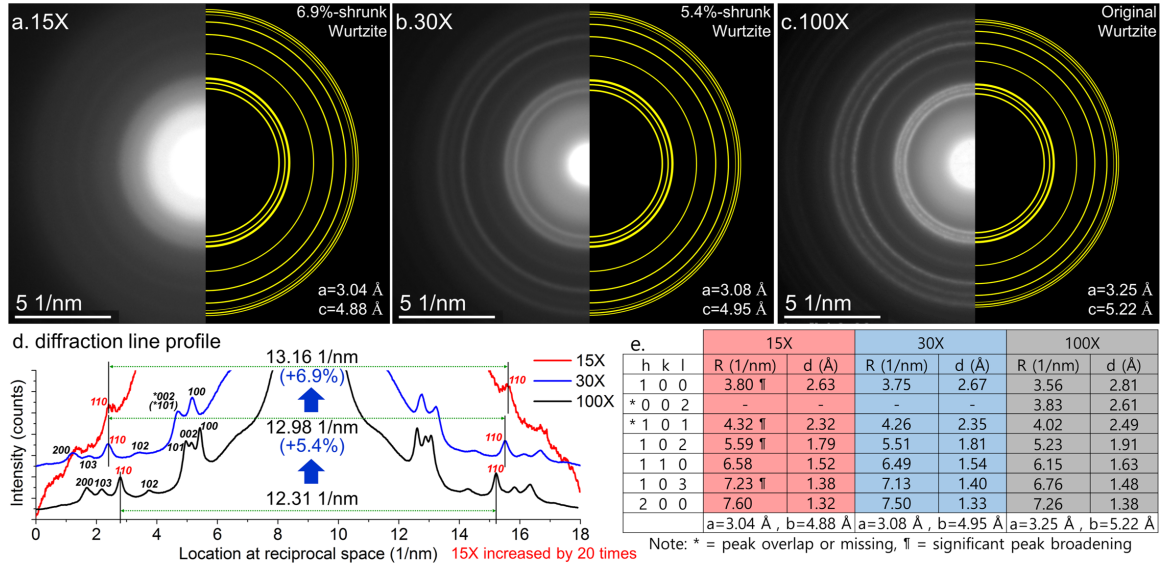 a.15X
6.9%-shrunk
Wurtzite
5 1/nm
a=3.04 Å
c=4.88 Å
b.30X
5.4%-shrunk
Wurtzite
5 1/nm
a=3.08 Å
c=4.95 Å
c.100X
Original
Wurtzite
5 1/nm
a=3.25 Å
c=5.22 Å
d. diffraction line profile
Intensity (counts)
13.16 1/nm
(+6.9%)
12.98 1/nm
(+5.4%)
12.31 1/nm
15X
30X
100X
110
110
*002
(*101)
100
110
110
200
103
102
101
002
100
200
103
110
102
110
0 2 4 6 8 10 12 14 16 18
Location at reciprocal space (1/nm)
15X increased by 20 times
e.
15X 30X 100X
h k l R (1/nm) d (Å) R (1/nm) d (Å) R (1/nm) d (Å)
1 0 0 3.80 ¶ 2.63 3.75 2.67 3.56 2.81
* 0 0 2 - - - - 3.83 2.61
* 1 0 1 4.32 ¶ 2.32 4.26 2.35 4.02 2.49
1 0 2 5.59 ¶ 1.79 5.51 1.81 5.23 1.91
1 1 0 6.58 1.52 6.49 1.54 6.15 1.63
1 0 3 7.23 ¶ 1.38 7.13 1.40 6.76 1.48
2 0 0 7.60 1.32 7.50 1.33 7.26 1.38
a=3.04 Å , b=4.88 Å a=3.08 Å , b=4.95 Å a=3.25 Å , b=5.22 Å
Note: * = peak overlap or missing, ¶ = significant peak broadening